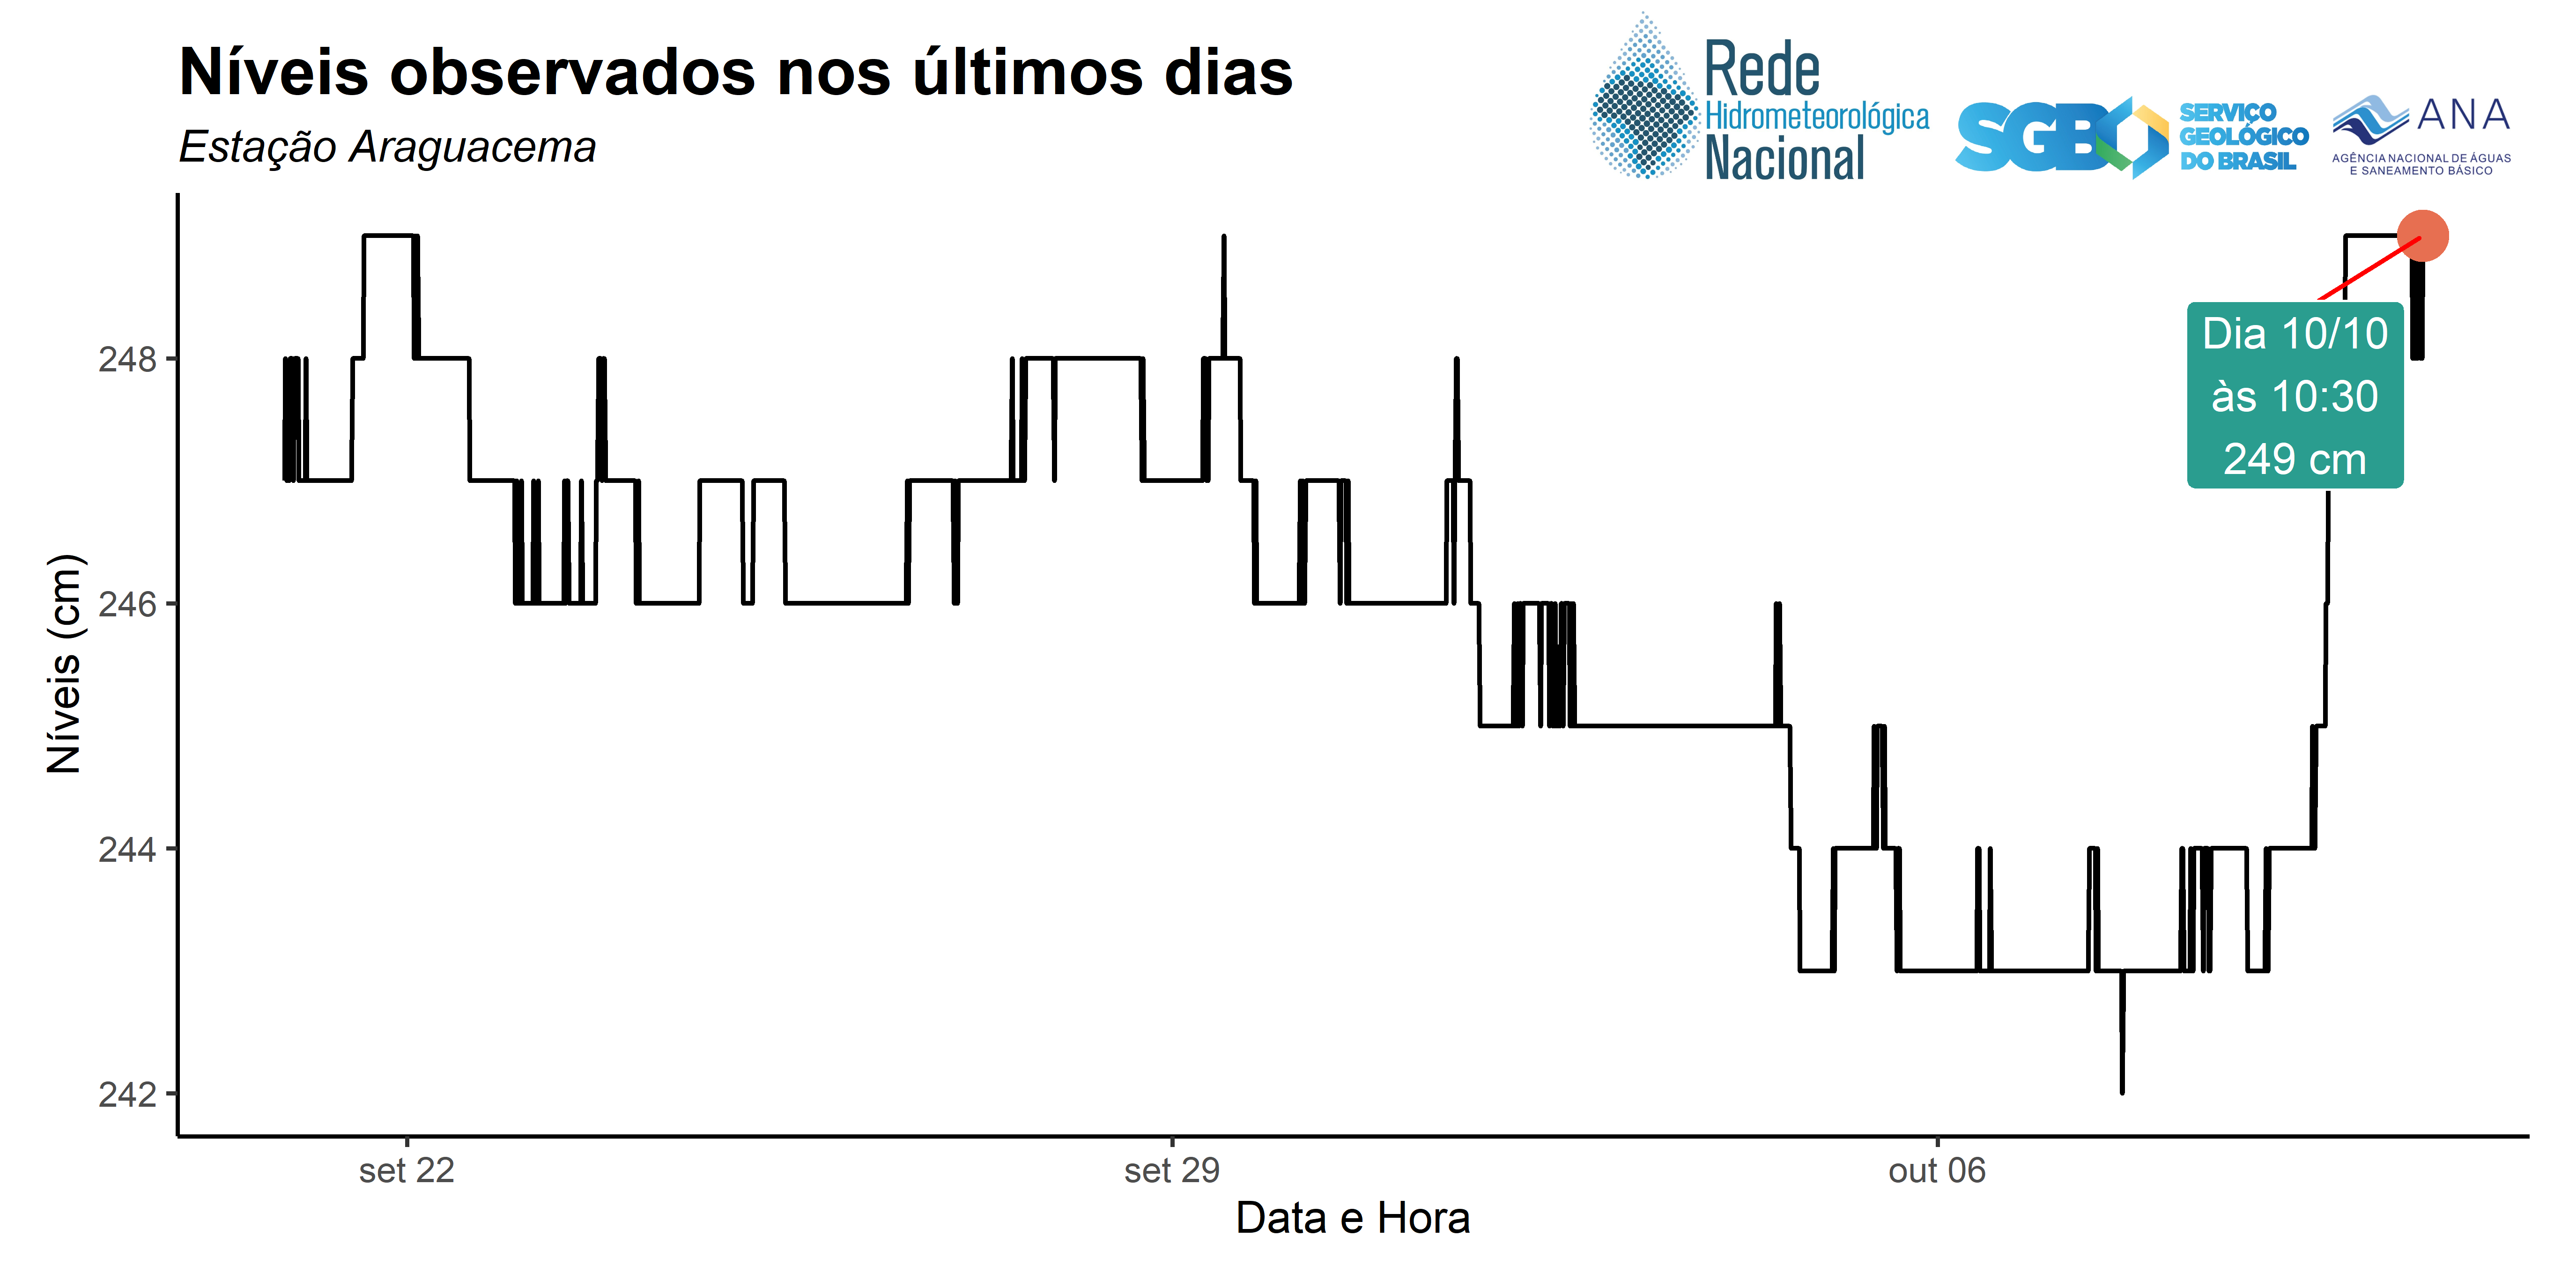 Níveis observados nos últimos dias
Estação Araguacema
Rede
Hidrometeorológica
Nacional
SGB
SERVIÇO
GEOLÓGICO
DO BRASIL
ANA
AGÊNCIA NACIONAL DE ÁGUAS
E SANEAMENTO BÁSICO
Níveis (cm)
248
246
244
242
Dia 10/10
às 10:30
249 cm
set 22
set 29
out 06
Data e Hora